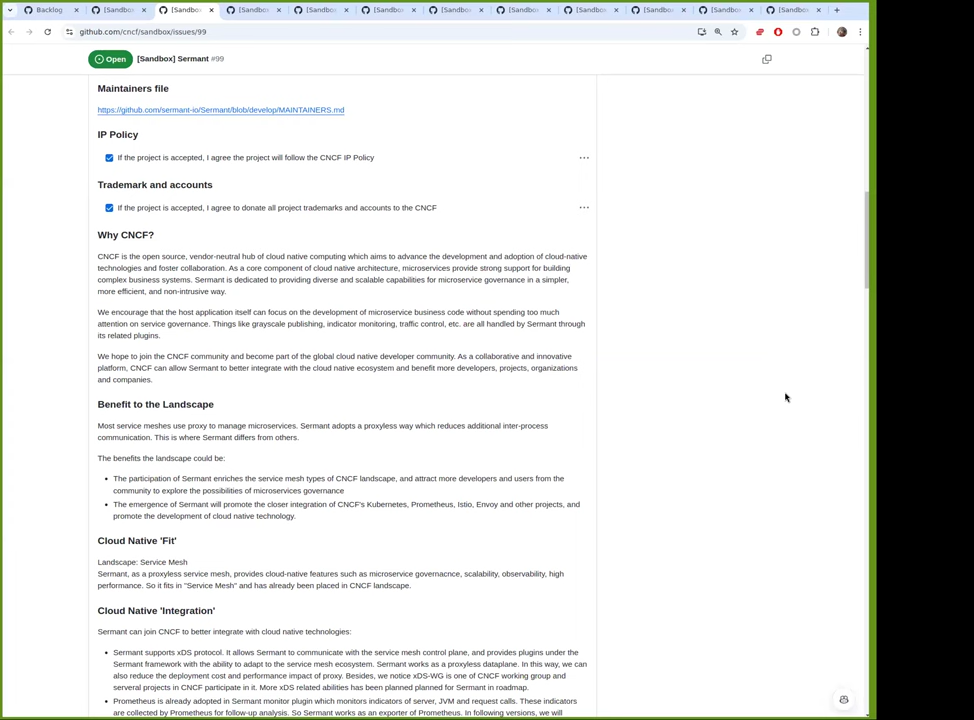 Backlog
[Sandbo
[Sandbo
[Sandbo
[Sandbo
[Sandbo
[Sandbo
[Sandbo
[Sandbo
[Sandbo
[Sandbo
[Sandbo
github.com/cncf/sandbox/issues/99
Open [Sandbox] Sermant #99
Maintainers file
https://github.com/sermant-io/Sermant/blob/develop/MAINTAINERS.md
IP Policy
If the project is accepted, I agree the project will follow the CNCF IP Policy
Trademark and accounts
If the project is accepted, I agree to donate all project trademarks and accounts to the CNCF
Why CNCF?
CNCF is the open source, vendor-neutral hub of cloud native computing which aims to advance the development and adoption of cloud-native
technologies and foster collaboration. As a core component of cloud native architecture, microservices provide strong support for building
complex business systems. Sermant is dedicated to providing diverse and scalable capabilities for microservice governance in a simpler,
more efficient, and non-intrusive way.
We encourage that the host application itself can focus on the development of microservice business code without spending too much
attention on service governance. Things like grayscale publishing, indicator monitoring, traffic control, etc. are all handled by Sermant through
its related plugins.
We hope to join the CNCF community and become part of the global cloud native developer community. As a collaborative and innovative
platform, CNCF can allow Sermant to better integrate with the cloud native ecosystem and benefit more developers, projects, organizations
and companies.
Benefit to the Landscape
Most service meshes use proxy to manage microservices. Sermant adopts a proxyless way which reduces additional inter-process
communication. This is where Sermant differs from others.
The benefits the landscape could be:
• The participation of Sermant enriches the service mesh types of CNCF landscape, and attract more developers and users from the
community to explore the possibilities of microservices governance
• The emergence of Sermant will promote the closer integration of CNCF's Kubernetes, Prometheus, Istio, Envoy and other projects, and
promote the development of cloud native technology.
Cloud Native 'Fit'
Landscape: Service Mesh
Sermant, as a proxyless service mesh, provides cloud-native features such as microservice governacnce, scalability, observability, high
performance. So it fits in "Service Mesh" and has already been placed in CNCF landscape.
Cloud Native 'Integration'
Sermant can join CNCF to better integrate with cloud native technologies:
• Sermant supports xDS protocol. It allows Sermant to communicate with the service mesh control plane, and provides plugins under the
Sermant framework with the ability to adapt to the service mesh ecosystem. Sermant works as a proxyless dataplane. In this way, we can
also reduce the deployment cost and performance impact of proxy. Besides, we notice xDS-WG is one of CNCF working group and
several projects in CNCF participate in it. More xDS related abilities has been planned planned for Sermant in roadmap.
• Prometheus is already adopted in Sermant monitor plugin which monitors indicators of server, JVM and request calls. These indicators
are collected by Prometheus for follow-up analysis. So Sermant works as an exporter of Prometheus. In following versions, we will